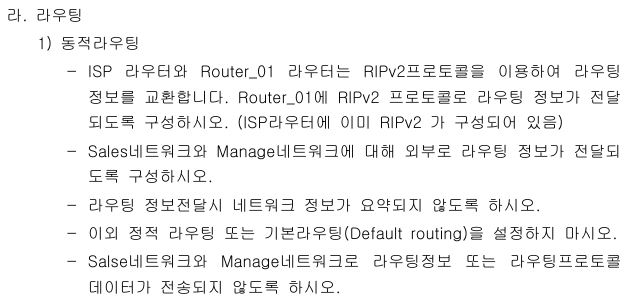 라. 라우팅
1) 동적라우팅
- ISP 라우터와 Router_01 라우터는 RIPv2프로토콜을 이용하여 라우팅
정보를 교환합니다. Router_01에 RIPv2 프로토콜로 라우팅 정보가 전달
되도록 구성하시오. (ISP라우터에 이미 RIPv2 가 구성되어 있음)
- Sales네트워크와 Manage네트워크에 대해 외부로 라우팅 정보가 전달되
도록 구성하시오.
- 라우팅 정보전달시 네트워크 정보가 요약되지 않도록 하시오.
- 이외 정적 라우팅 또는 기본라우팅(Default routing)을 설정하지 마시오.
- Salse네트워크와 Manage네트워크로 라우팅정보 또는 라우팅프로토콜
데이터가 전송되지 않도록 하시오.